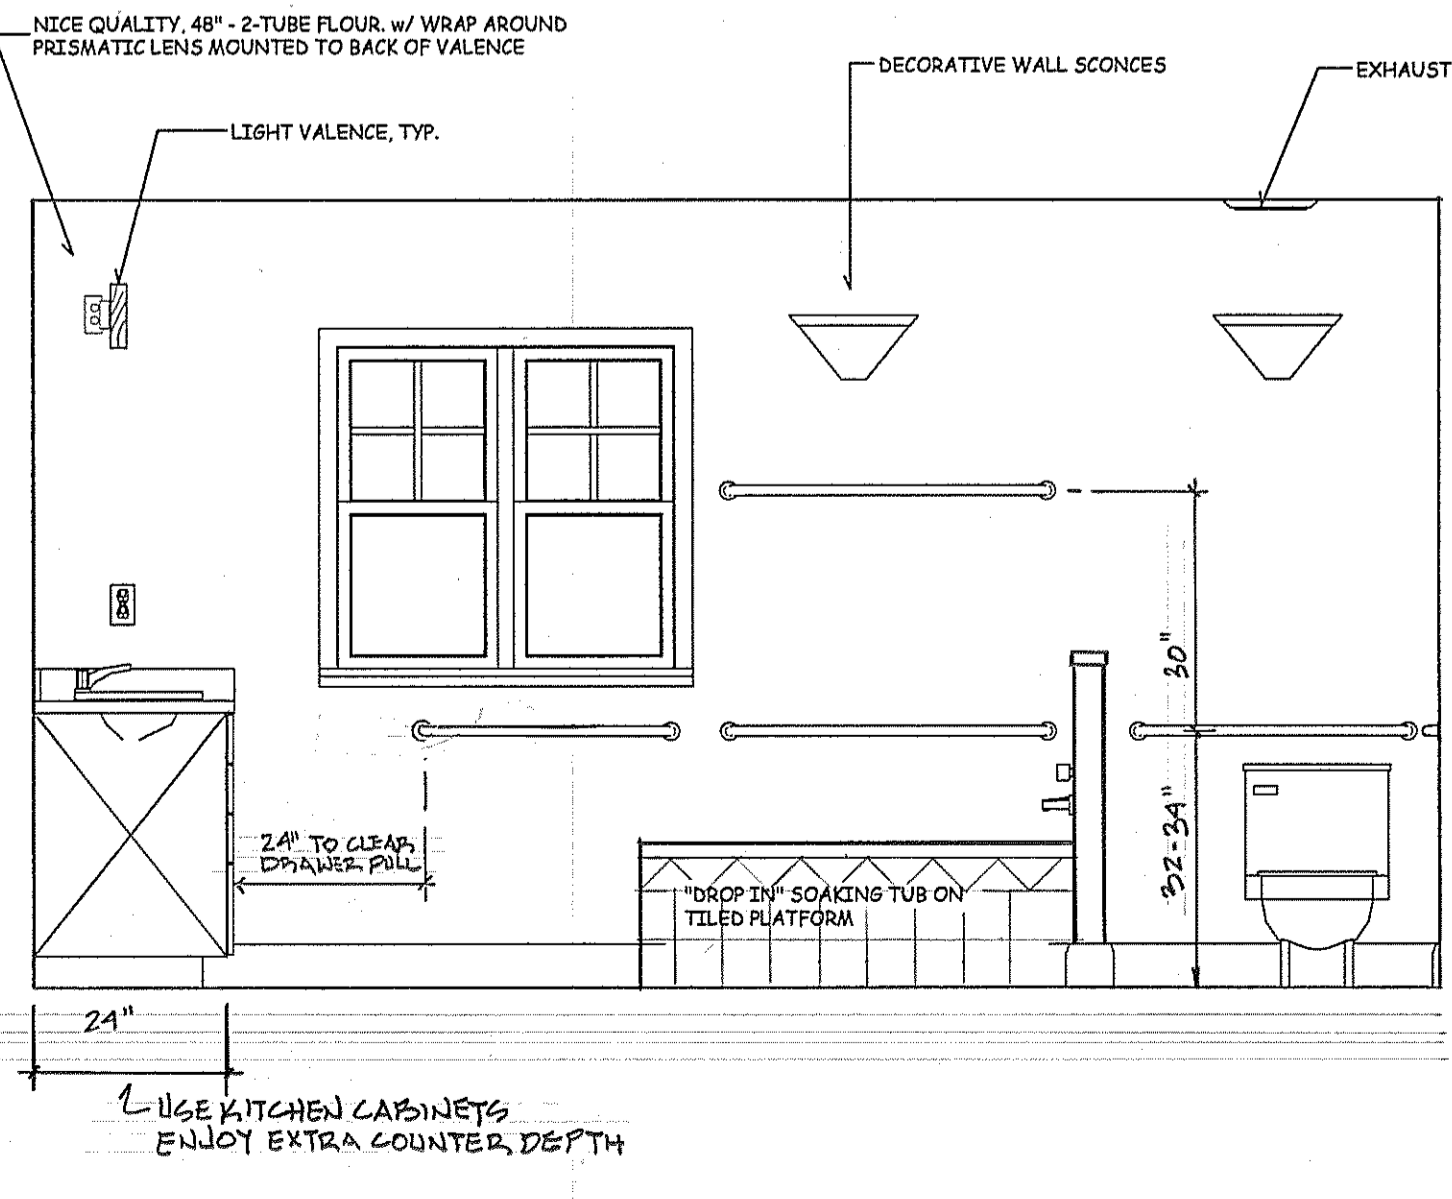 NICE QUALITY, 48" - 2-TUBE FLOUR. w/ WRAP AROUND
PRISMATIC LENS MOUNTED TO BACK OF VALENCE
DECORATIVE WALL SCONCES
EXHAUST
LIGHT VALENCE, TYP.
30"
32-34"
24" TO CLEAR
DRAWER PULL
"DROP IN" SOAKING TUB ON
TILED PLATFORM
24"
USE KITCHEN CABINETS
ENJOY EXTRA COUNTER DEPTH